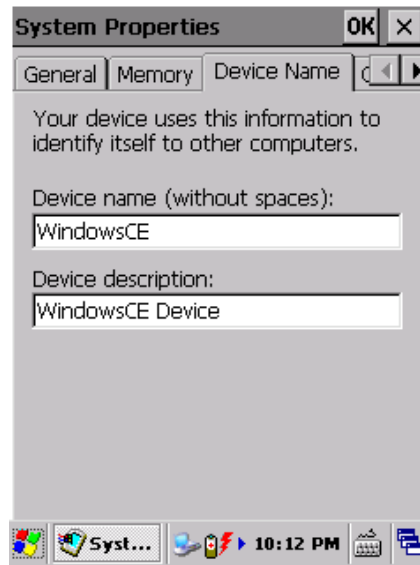 System Properties OK ×
General Memory Device Name
Your device uses this information to
identify itself to other computers.
Device name (without spaces):
WindowsCE
Device description:
WindowsCE Device
Syst... 10:12 PM